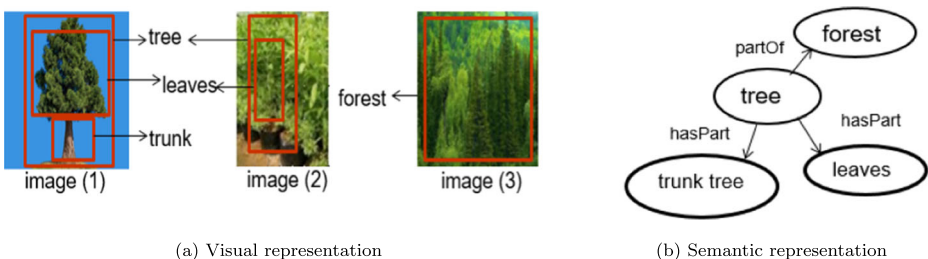 tree
leaves
trunk
forest
image (1)
image (2)
image (3)
(a) Visual representation
forest
partOf
tree
hasPart
hasPart
trunk tree
leaves
(b) Semantic representation